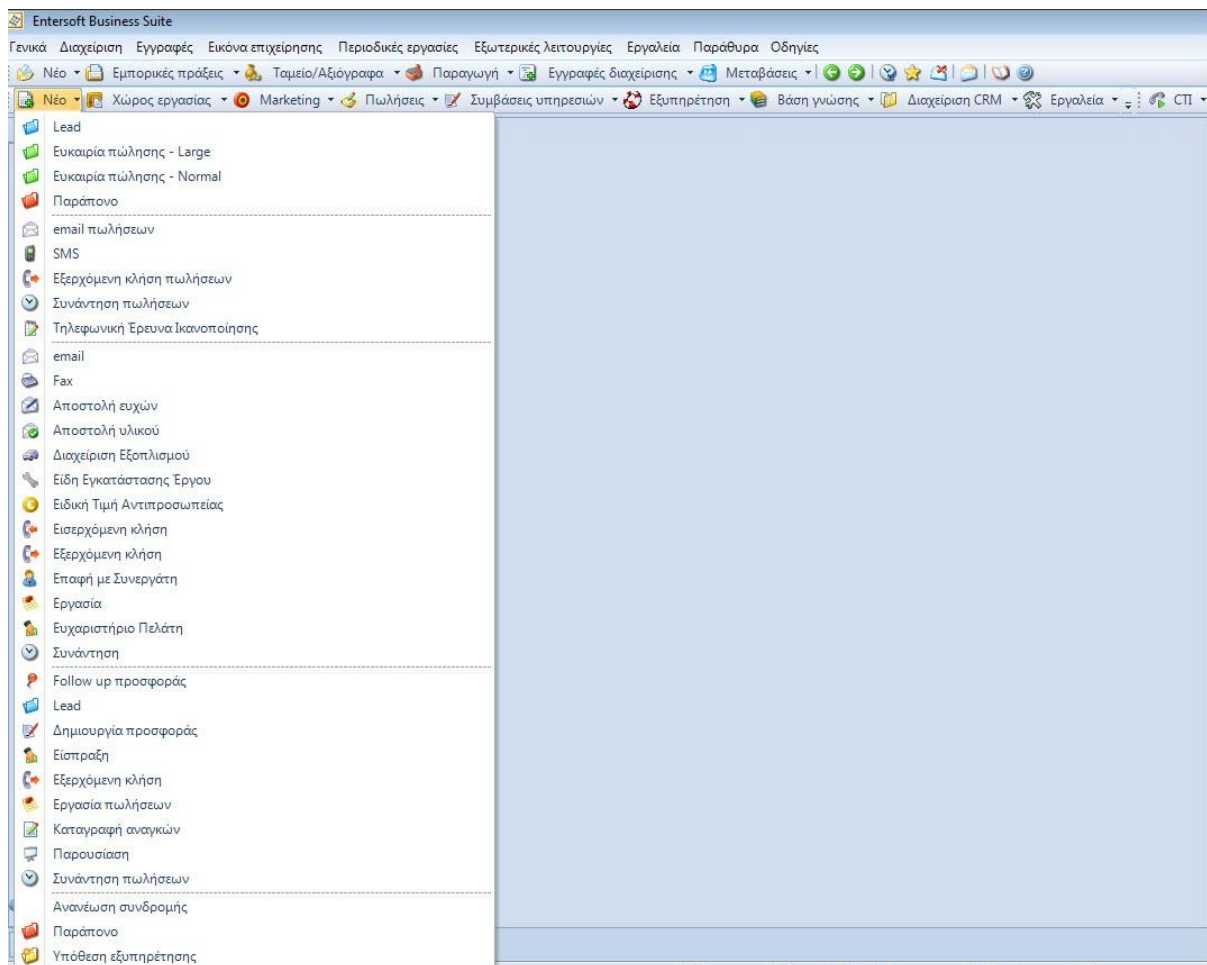 Entersoft Business Suite
Γενικά Διαχείριση Εγγραφές Εικόνα επιχείρησης Περιοδικές εργασίες Εξωτερικές λειτουργίες Εργαλεία Παράθυρα Οδηγίες
Νέο Εμπορικές πράξεις Ταμείο/Αξιόγραφα Παραγωγή Εγγραφές διαχείρισης Μεταβάσεις
Νέο Χώρος εργασίας Marketing Πωλήσεις Συμβάσεις υπηρεσιών Εξυπηρέτηση Βάση γνώσης Διαχείριση CRM Εργαλεία CTI
Lead
Ευκαιρία πώλησης - Large
Ευκαιρία πώλησης - Normal
Παράπονο
email πωλήσεων
SMS
Εξερχόμενη κλήση πωλήσεων
Συνάντηση πωλήσεων
Τηλεφωνική Έρευνα Ικανοποίησης
email
Fax
Αποστολή ευχών
Αποστολή υλικού
Διαχείριση Εξοπλισμού
Είδη Εγκατάστασης Έργου
Ειδική Τιμή Αντιπροσωπείας
Εισερχόμενη κλήση
Εξερχόμενη κλήση
Επαφή με Συνεργάτη
Εργασία
Ευχαριστήριο Πελάτη
Συνάντηση
Follow up προσφοράς
Lead
Δημιουργία προσφοράς
Είσπραξη
Εξερχόμενη κλήση
Εργασία πωλήσεων
Καταγραφή αναγκών
Παρουσίαση
Συνάντηση πωλήσεων
Ανανέωση συνδρομής
Παράπονο
Υπόθεση εξυπηρέτησης